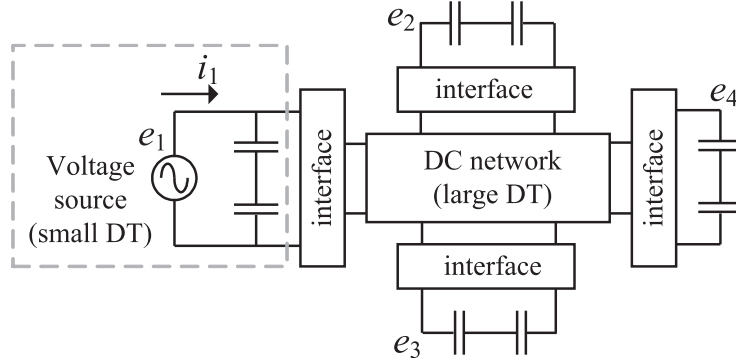 e2
interface
i1
e1
Voltage
source
(small DT)
interface
DC network
(large DT)
interface
e4
interface
e3